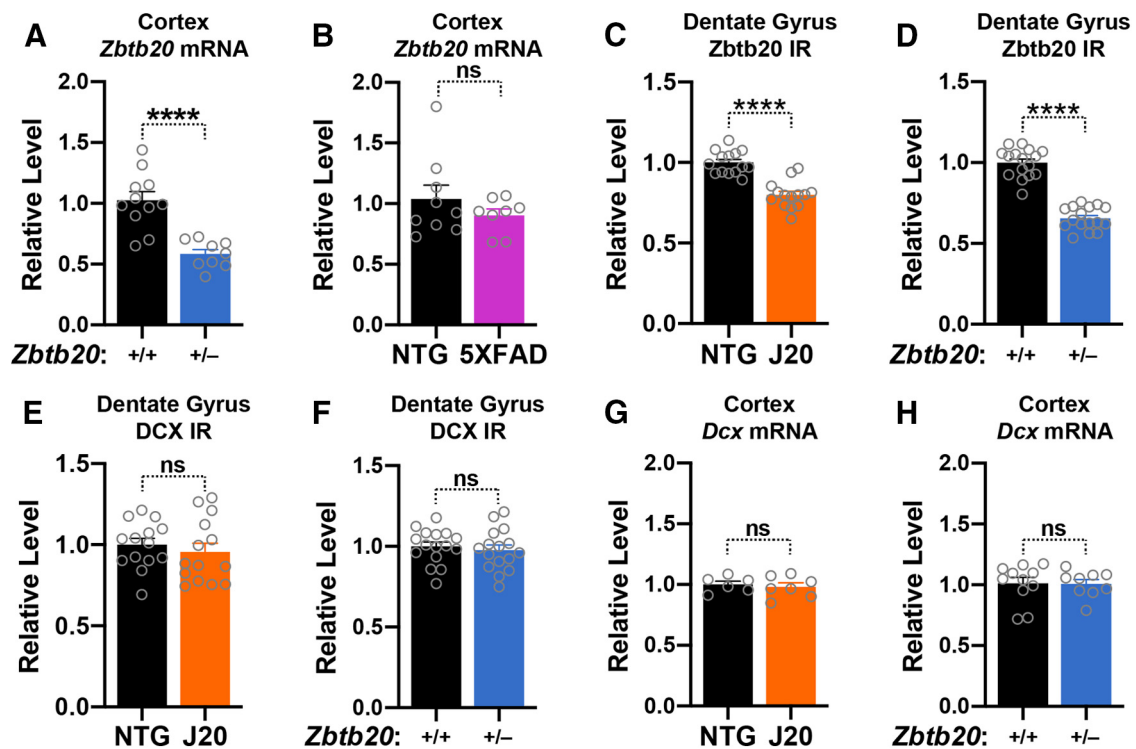 A
Cortex
Zbtb20 mRNA
Relative Level
2.0
1.5
1.0
0.5
0.0
****
Zbtb20: +/+ +/–
B
Cortex
Zbtb20 mRNA
Relative Level
2.0
1.5
1.0
0.5
0.0
ns
NTG 5XFAD
C
Dentate Gyrus
Zbtb20 IR
Relative Level
1.5
1.0
0.5
0.0
****
NTG J20
D
Dentate Gyrus
Zbtb20 IR
Relative Level
1.5
1.0
0.5
0.0
****
Zbtb20: +/+ +/–
E
Dentate Gyrus
DCX IR
Relative Level
1.5
1.0
0.5
0.0
ns
NTG J20
F
Dentate Gyrus
DCX IR
Relative Level
1.5
1.0
0.5
0.0
ns
Zbtb20: +/+ +/–
G
Cortex
Dcx mRNA
Relative Level
2.0
1.5
1.0
0.5
0.0
ns
NTG J20
H
Cortex
Dcx mRNA
Relative Level
2.0
1.5
1.0
0.5
0.0
ns
Zbtb20: +/+ +/–